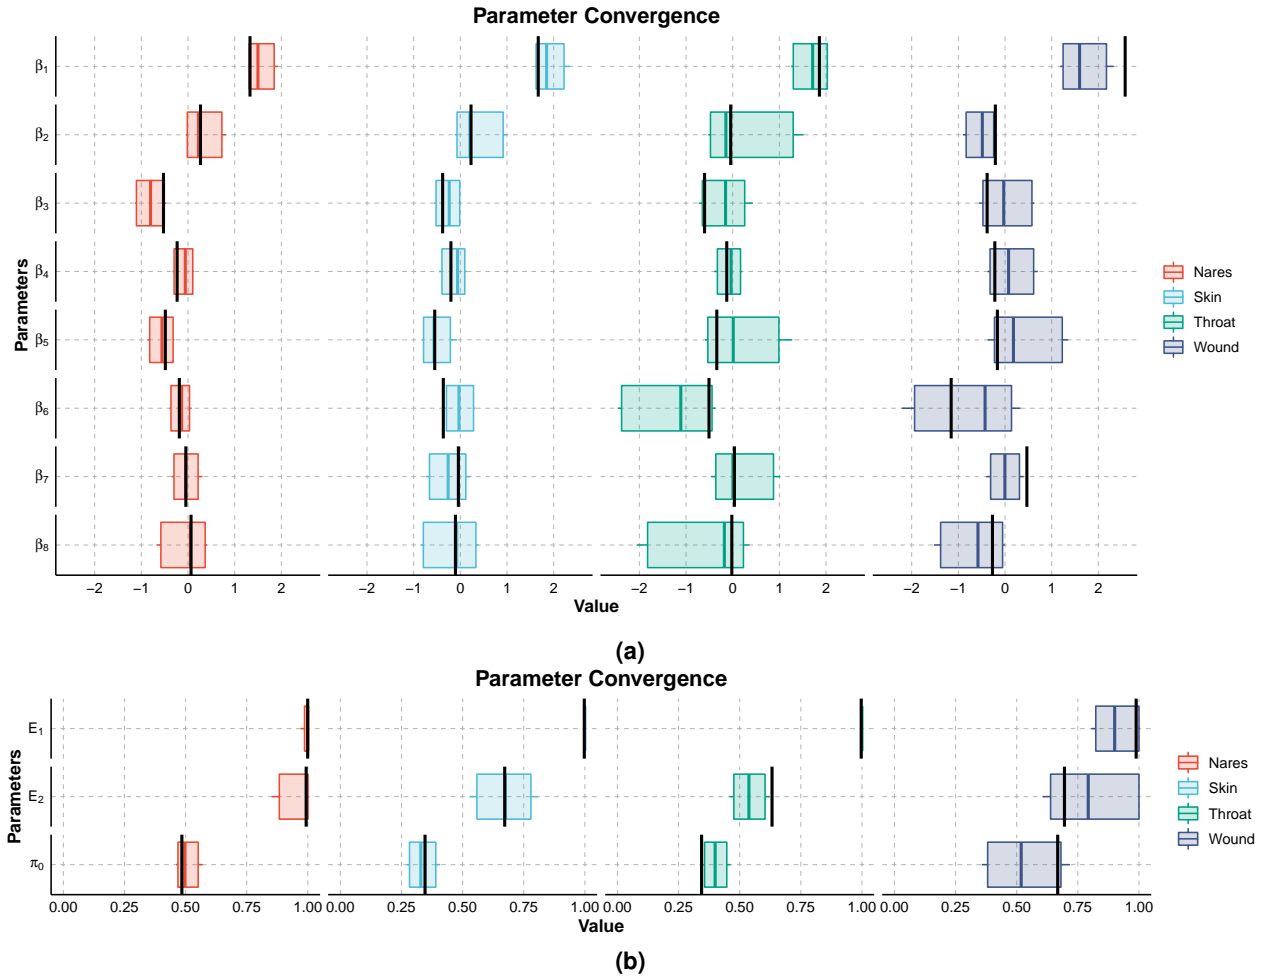 Parameter Convergence
Parameters
β1
β2
β3
β4
β5
β6
β7
β8
−2 −1 0 1 2 −2 −1 0 1 2 −2 −1 0 1 2 −2 −1 0 1 2
Value
Nares
Skin
Throat
Wound
(a)
Parameter Convergence
Parameters
E1
E2
π0
0.00 0.25 0.50 0.75 1.00 0.00 0.25 0.50 0.75 1.00 0.00 0.25 0.50 0.75 1.00 0.00 0.25 0.50 0.75 1.00
Value
Nares
Skin
Throat
Wound
(b)